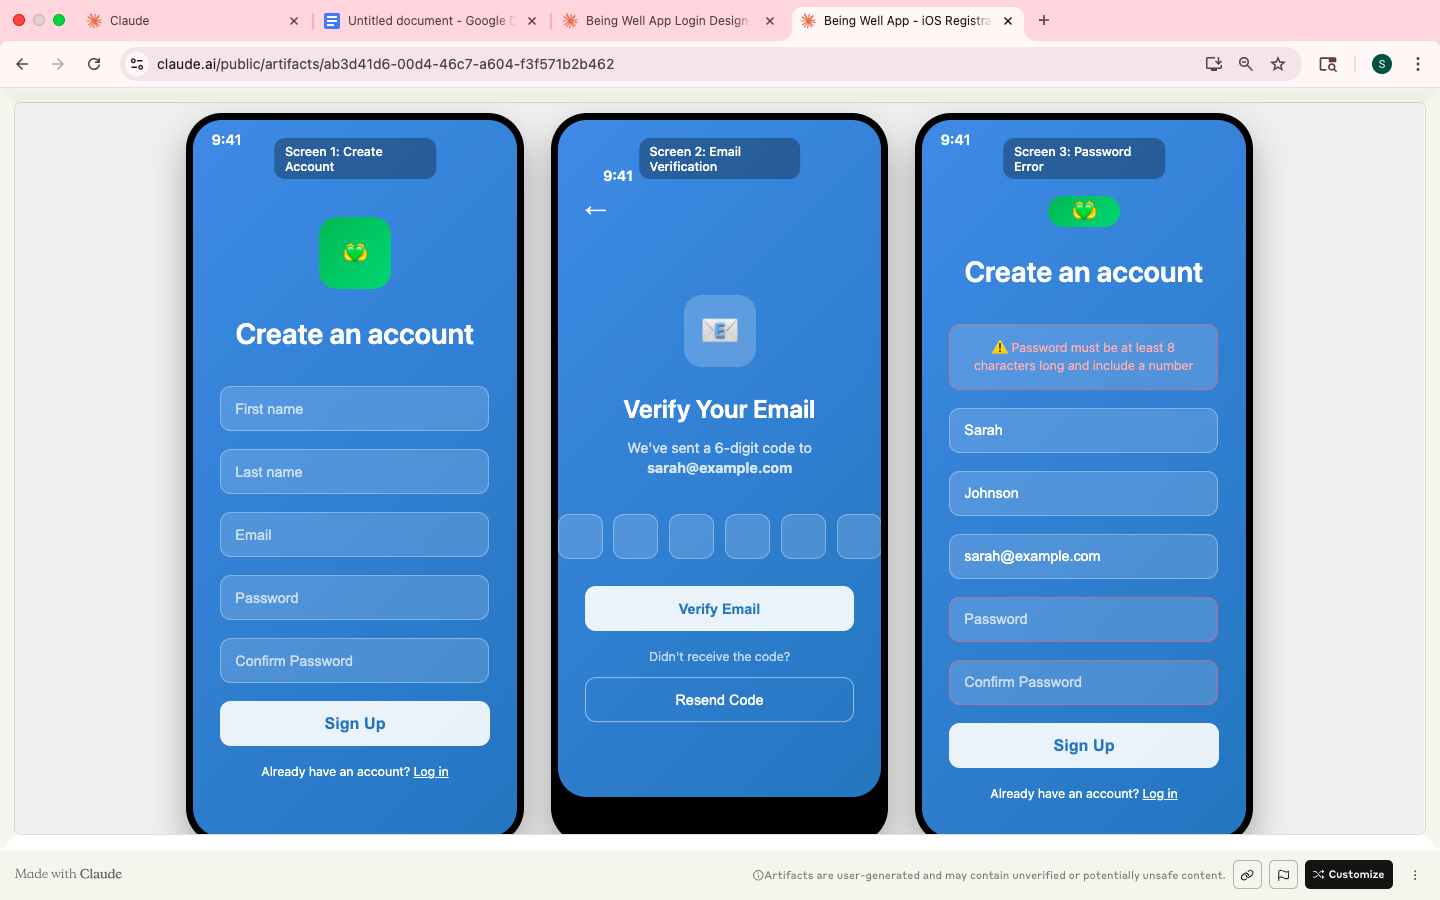 Claude
Untitled document - Google D
Being Well App Login Design
Being Well App - iOS Registra
claude.ai/public/artifacts/ab3d41d6-00d4-46c7-a604-f3f571b2b462
S
9:41
Screen 1: Create
Account
Create an account
First name
Last name
Email
Password
Confirm Password
Sign Up
Already have an account? Log in
Screen 2: Email
Verification
9:41
←
Verify Your Email
We've sent a 6-digit code to
sarah@example.com
Verify Email
Didn't receive the code?
Resend Code
9:41
Screen 3: Password
Error
Create an account
⚠️ Password must be at least 8
characters long and include a number
Sarah
Johnson
sarah@example.com
Password
Confirm Password
Sign Up
Already have an account? Log in
Made with Claude
Artifacts are user-generated and may contain unverified or potentially unsafe content.
Customize